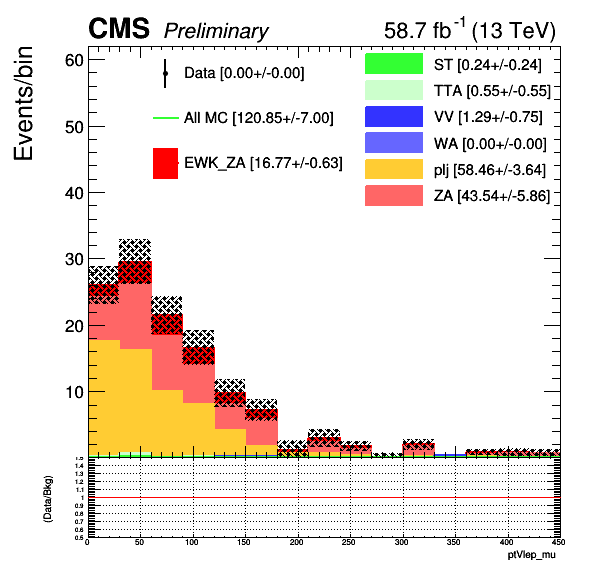 CMS Preliminary 58.7 fb⁻¹ (13 TeV)
Events/bin
60
50
40
30
20
10
Data [0.00+/-0.00]
All MC [120.85+/-7.00]
EWK_ZA [16.77+/-0.63]
ST [0.24+/-0.24]
TTA [0.55+/-0.55]
VV [1.29+/-0.75]
WA [0.00+/-0.00]
plj [58.46+/-3.64]
ZA [43.54+/-5.86]
(Data/Bkg)
1.5
1.4
1.3
1.2
1.1
1
0.9
0.8
0.7
0.6
0.5
0 50 100 150 200 250 300 350 400 450
ptVlep_mu